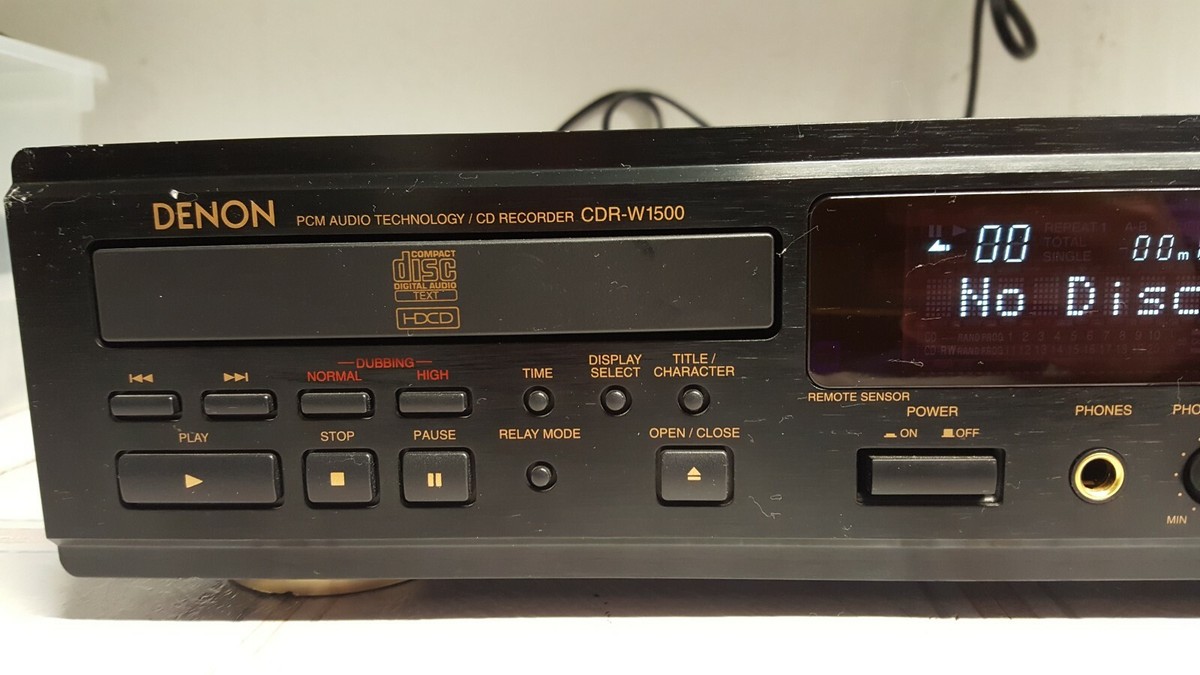 DENON PCM AUDIO TECHNOLOGY / CD RECORDER CDR-W1500
COMPACT
disc
DIGITAL AUDIO
TEXT
HDCD
REPEAT 1 A-B
TOTAL
SINGLE
00 00m
No Disc
DUBBING
NORMAL HIGH
TIME
DISPLAY
SELECT
TITLE /
CHARACTER
PLAY
STOP
PAUSE
RELAY MODE
OPEN / CLOSE
REMOTE SENSOR
POWER
ON OFF
PHONES
PHO
MIN